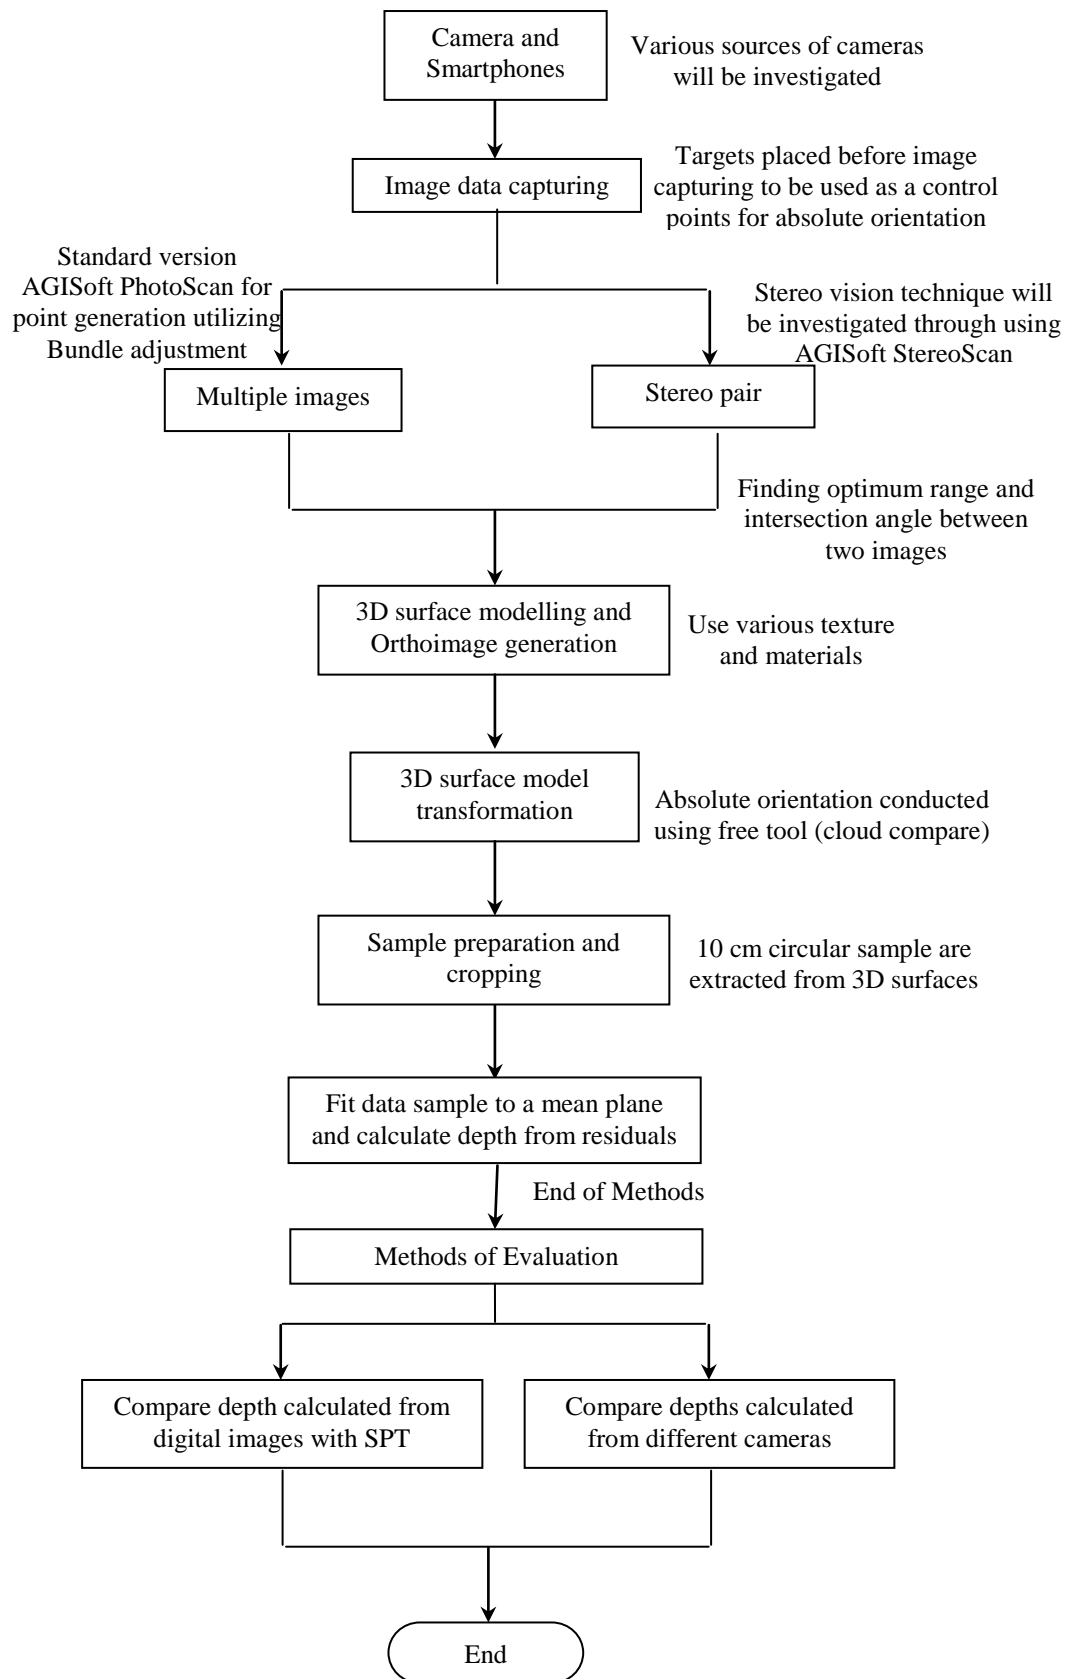 Camera and
Smartphones
Various sources of cameras
will be investigated
Image data capturing
Targets placed before image
capturing to be used as a control
points for absolute orientation
Standard version
AGISoft PhotoScan for
point generation utilizing
Bundle adjustment
Stereo vision technique will
be investigated through using
AGISoft StereoScan
Multiple images
Stereo pair
Finding optimum range and
intersection angle between
two images
3D surface modelling and
Orthoimage generation
Use various texture
and materials
3D surface model
transformation
Absolute orientation conducted
using free tool (cloud compare)
Sample preparation and
cropping
10 cm circular sample are
extracted from 3D surfaces
Fit data sample to a mean plane
and calculate depth from residuals
End of Methods
Methods of Evaluation
Compare depth calculated from
digital images with SPT
Compare depths calculated
from different cameras
End